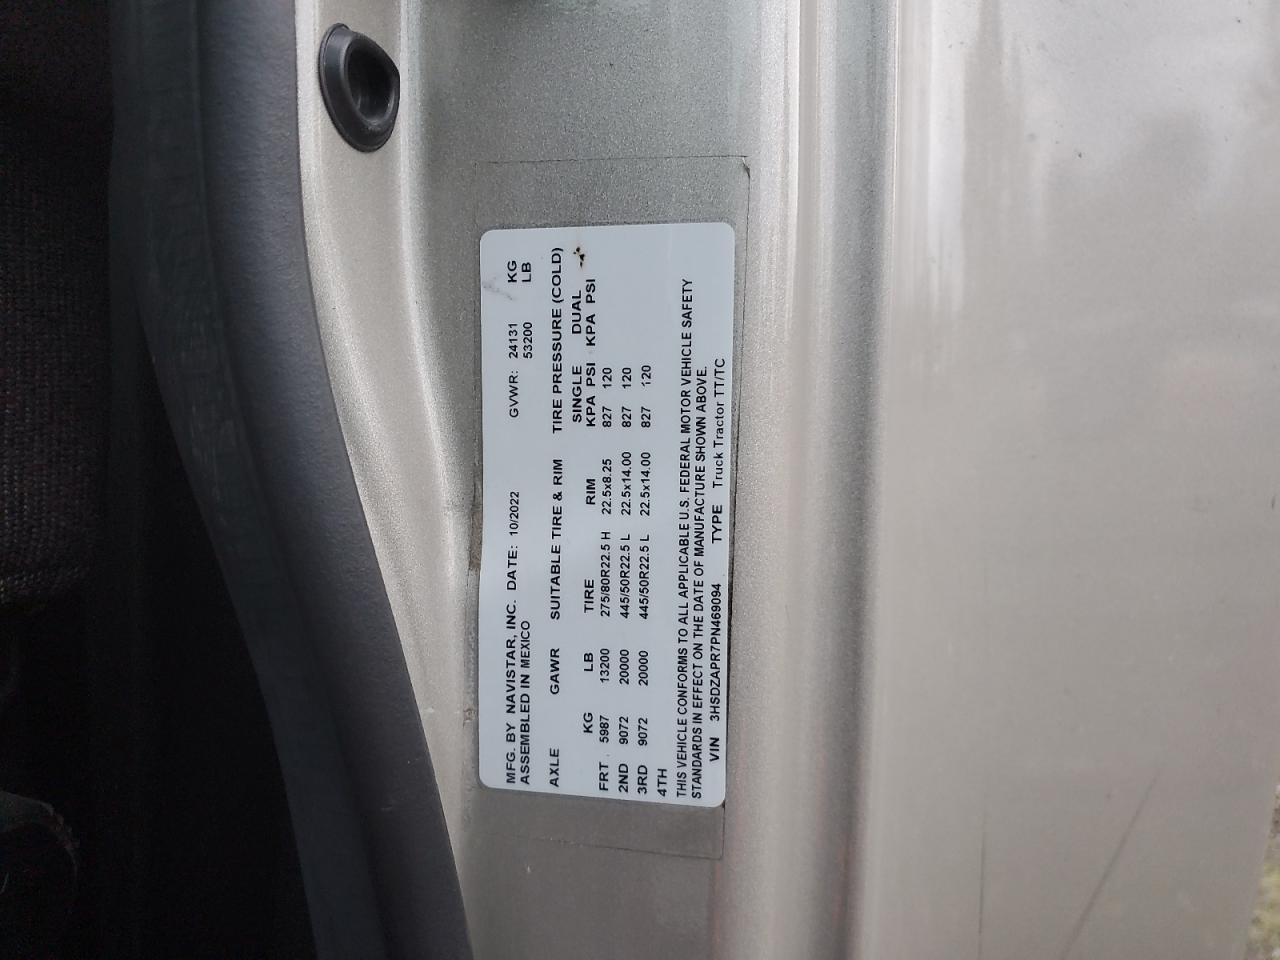 MFG. BY NAVISTAR, INC. DATE: 10/2022 GVWR: 24131 KG
ASSEMBLED IN MEXICO 53200 LB
AXLE GAWR SUITABLE TIRE & RIM TIRE PRESSURE (COLD)
SINGLE DUAL
KG LB TIRE RIM KPA PSI KPA PSI
FRT. 5987 13200 275/80R22.5 H 22.5x8.25 827 120
2ND 9072 20000 445/50R22.5 L 22.5x14.00 827 120
3RD 9072 20000 445/50R22.5 L 22.5x14.00 827 120
4TH
THIS VEHICLE CONFORMS TO ALL APPLICABLE U.S. FEDERAL MOTOR VEHICLE SAFETY
STANDARDS IN EFFECT ON THE DATE OF MANUFACTURE SHOWN ABOVE.
VIN 3HSDZAPR7PN469094 TYPE Truck Tractor TT/TC